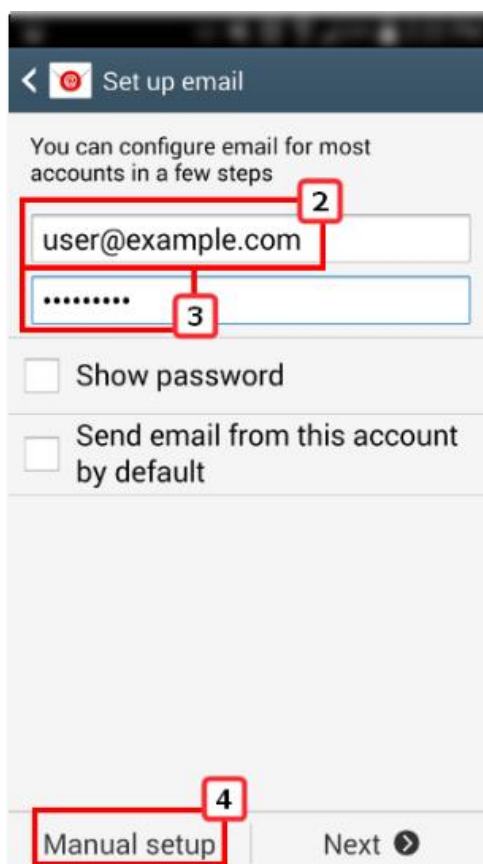 Set up email
You can configure email for most
accounts in a few steps
2
user@example.com
•••••••••
3
Show password
Send email from this account
by default
4
Manual setup
Next